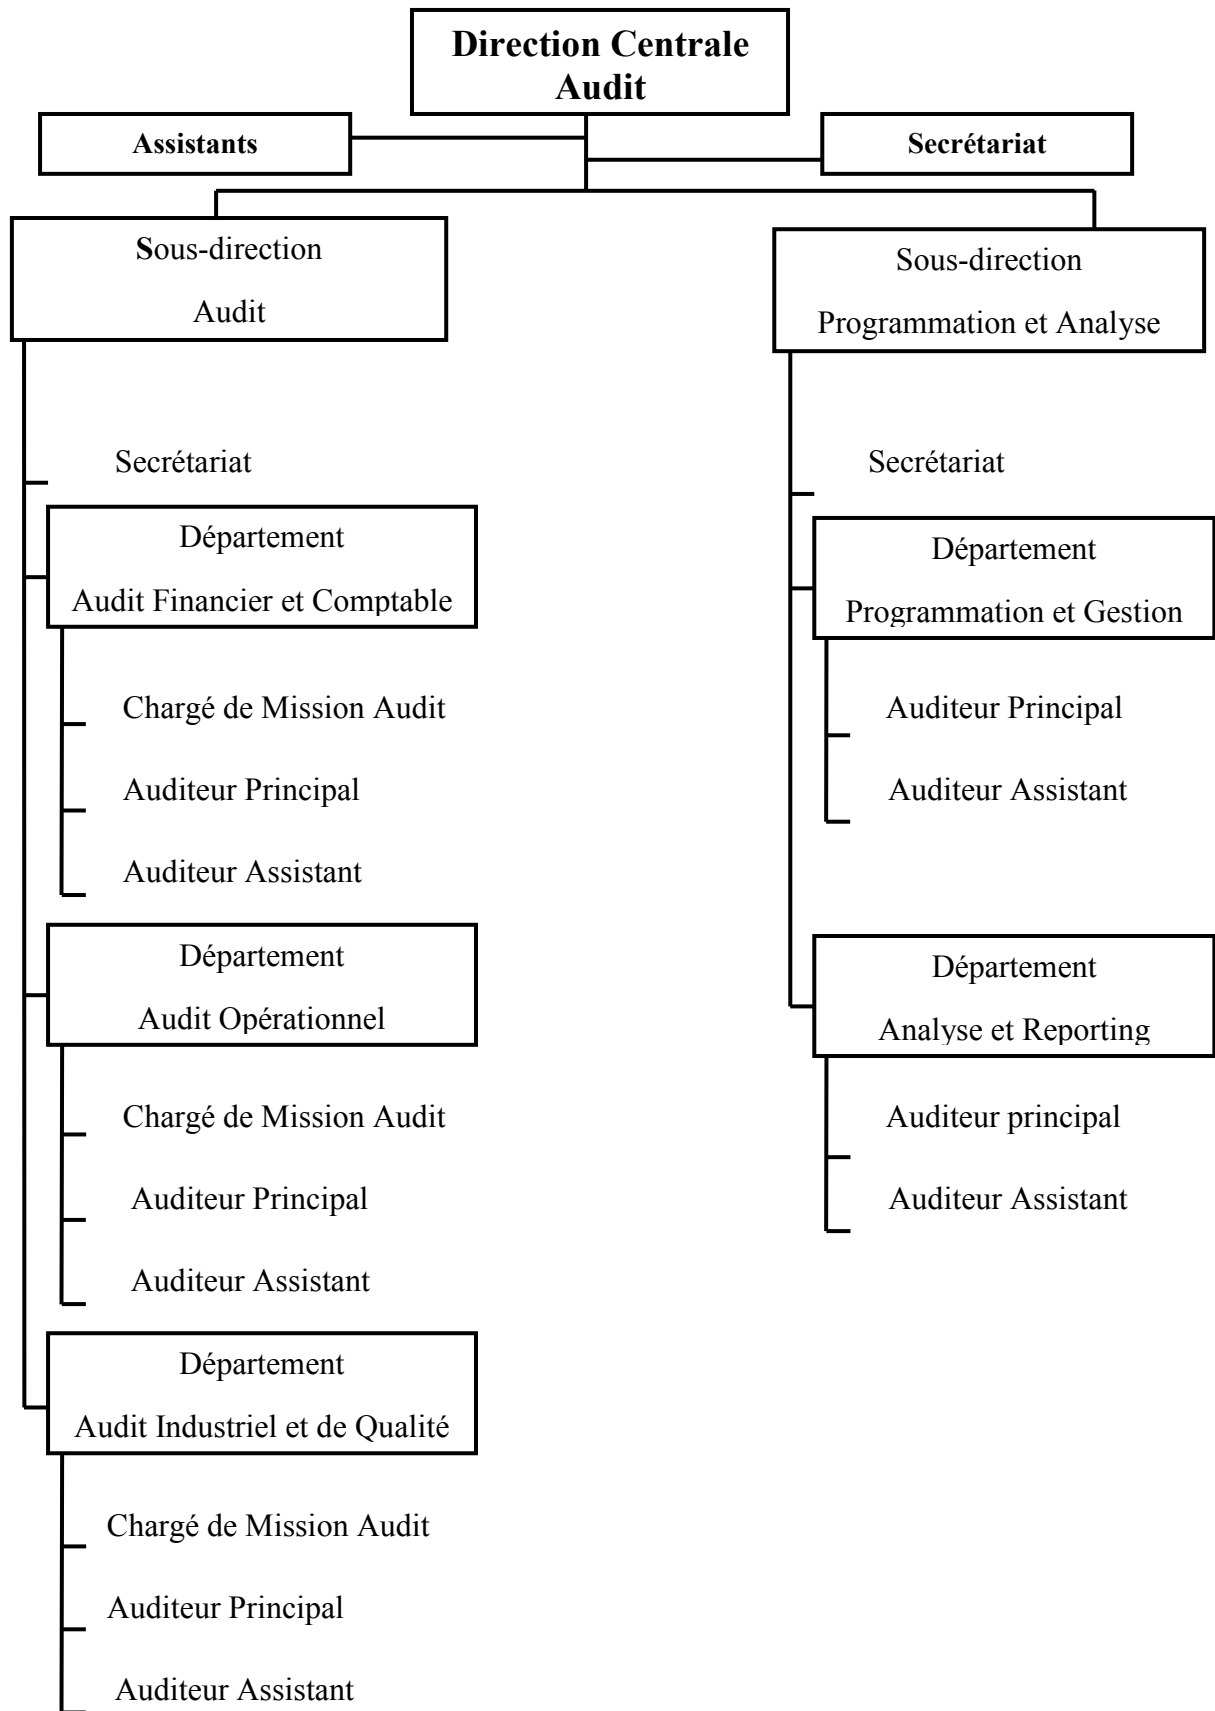 Direction Centrale
Audit
Assistants
Secrétariat
Sous-direction
Audit
Secrétariat
Département
Audit Financier et Comptable
Chargé de Mission Audit
Auditeur Principal
Auditeur Assistant
Département
Audit Opérationnel
Chargé de Mission Audit
Auditeur Principal
Auditeur Assistant
Département
Audit Industriel et de Qualité
Chargé de Mission Audit
Auditeur Principal
Auditeur Assistant
Sous-direction
Programmation et Analyse
Secrétariat
Département
Programmation et Gestion
Auditeur Principal
Auditeur Assistant
Département
Analyse et Reporting
Auditeur principal
Auditeur Assistant